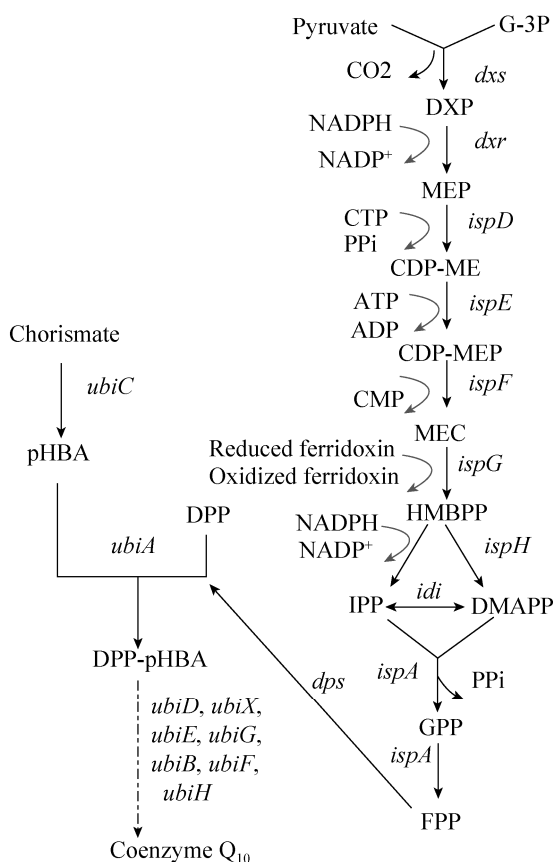 Pyruvate
G-3P
CO2
dxs
DXP
NADPH
dxr
NADP⁺
MEP
CTP
ispD
PPi
CDP-ME
ATP
ispE
ADP
CDP-MEP
ispF
CMP
MEC
Reduced ferridoxin
Oxidized ferridoxin
ispG
HMBPP
NADPH
NADP⁺
ispH
IPP
idi
DMAPP
ispA
PPi
GPP
ispA
FPP
dps
Chorismate
ubiC
pHBA
DPP
ubiA
DPP-pHBA
ubiD, ubiX,
ubiE, ubiG,
ubiB, ubiF,
ubiH
Coenzyme Q₁₀